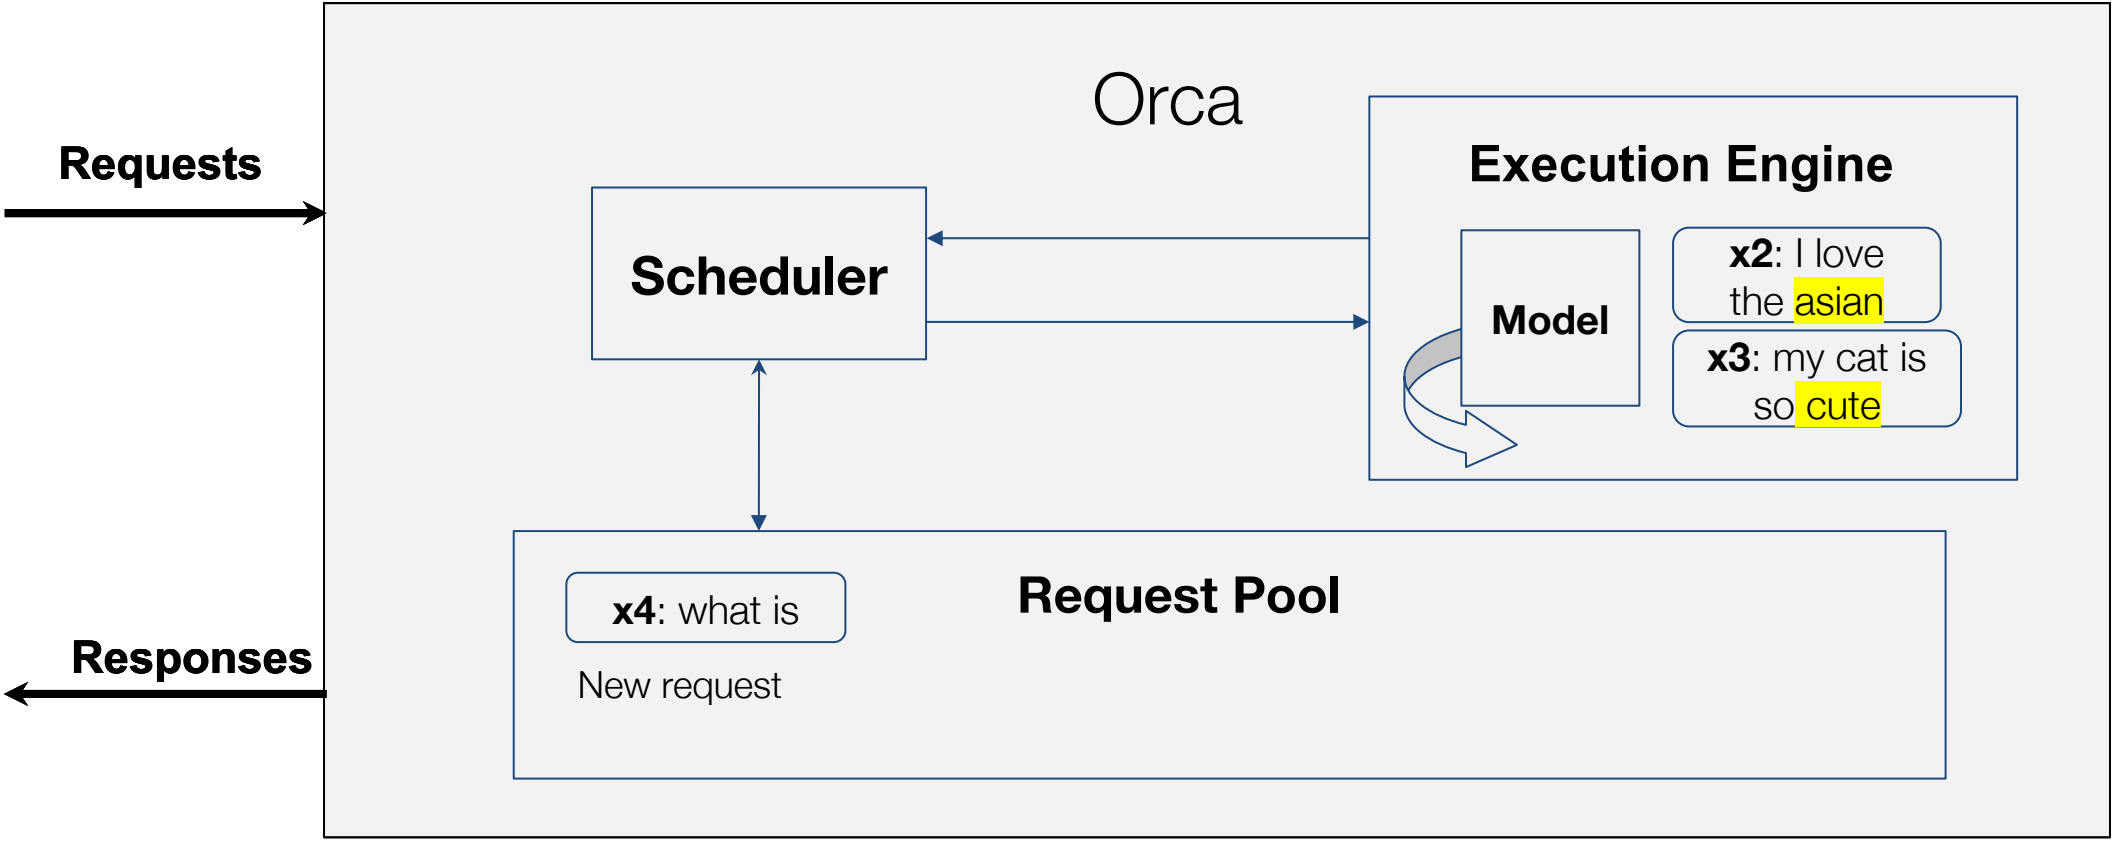 Orca
Requests
Execution Engine
Scheduler
Model
x2: I love
the asian
x3: my cat is
so cute
Request Pool
x4: what is
New request
Responses